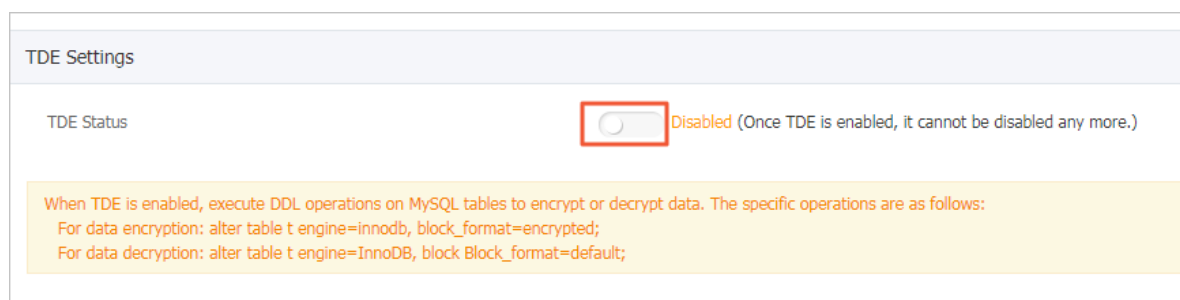 TDE Settings
TDE Status
Disabled (Once TDE is enabled, it cannot be disabled any more.)
When TDE is enabled, execute DDL operations on MySQL tables to encrypt or decrypt data. The specific operations are as follows:
For data encryption: alter table t engine=innodb, block_format=encrypted;
For data decryption: alter table t engine=InnoDB, block Block_format=default;